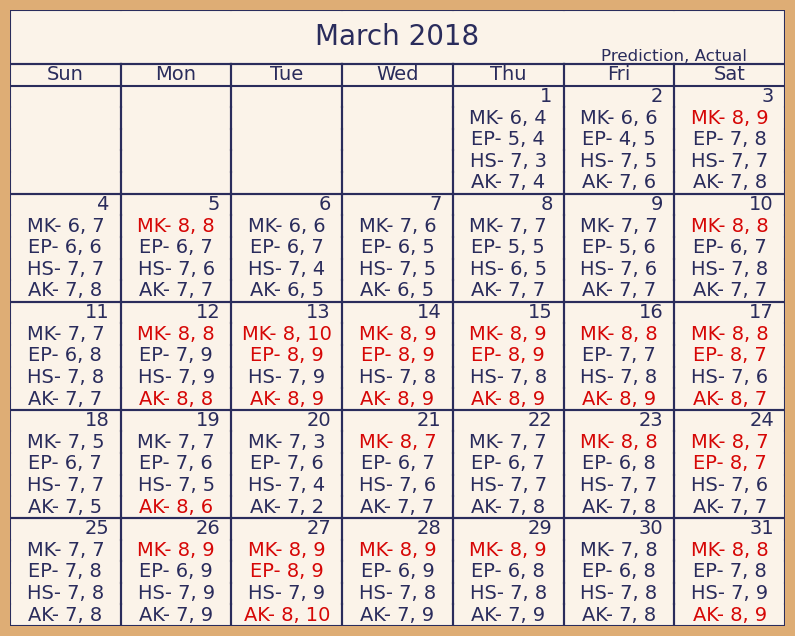 March 2018
Prediction, Actual
Sun Mon Tue Wed Thu Fri Sat
1 2 3
MK- 6, 4 MK- 6, 6 MK- 8, 9
EP- 5, 4 EP- 4, 5 EP- 7, 8
HS- 7, 3 HS- 7, 5 HS- 7, 7
AK- 7, 4 AK- 7, 6 AK- 7, 8
4 5 6 7 8 9 10
MK- 6, 7 MK- 8, 8 MK- 6, 6 MK- 7, 6 MK- 7, 7 MK- 7, 7 MK- 8, 8
EP- 6, 6 EP- 6, 7 EP- 6, 7 EP- 6, 5 EP- 5, 5 EP- 5, 6 EP- 6, 7
HS- 7, 7 HS- 7, 6 HS- 7, 4 HS- 7, 5 HS- 6, 5 HS- 7, 6 HS- 7, 8
AK- 7, 8 AK- 7, 7 AK- 6, 5 AK- 6, 5 AK- 7, 7 AK- 7, 7 AK- 7, 7
11 12 13 14 15 16 17
MK- 7, 7 MK- 8, 8 MK- 8, 10 MK- 8, 9 MK- 8, 9 MK- 8, 8 MK- 8, 8
EP- 6, 8 EP- 7, 9 EP- 8, 9 EP- 8, 9 EP- 8, 9 EP- 7, 7 EP- 8, 7
HS- 7, 8 HS- 7, 9 HS- 7, 9 HS- 7, 8 HS- 7, 8 HS- 7, 8 HS- 7, 6
AK- 7, 7 AK- 8, 8 AK- 8, 9 AK- 8, 9 AK- 8, 9 AK- 8, 9 AK- 8, 7
18 19 20 21 22 23 24
MK- 7, 5 MK- 7, 7 MK- 7, 3 MK- 8, 7 MK- 7, 7 MK- 8, 8 MK- 8, 7
EP- 6, 7 EP- 7, 6 EP- 7, 6 EP- 6, 7 EP- 6, 7 EP- 6, 8 EP- 8, 7
HS- 7, 7 HS- 7, 5 HS- 7, 4 HS- 7, 6 HS- 7, 7 HS- 7, 7 HS- 7, 6
AK- 7, 5 AK- 8, 6 AK- 7, 2 AK- 7, 7 AK- 7, 8 AK- 7, 8 AK- 7, 7
25 26 27 28 29 30 31
MK- 7, 7 MK- 8, 9 MK- 8, 9 MK- 8, 9 MK- 8, 9 MK- 7, 8 MK- 8, 8
EP- 7, 8 EP- 6, 9 EP- 8, 9 EP- 6, 9 EP- 6, 8 EP- 6, 8 EP- 7, 8
HS- 7, 8 HS- 7, 9 HS- 7, 9 HS- 7, 8 HS- 7, 8 HS- 7, 8 HS- 7, 9
AK- 7, 8 AK- 7, 9 AK- 8, 10 AK- 7, 9 AK- 7, 9 AK- 7, 8 AK- 8, 9